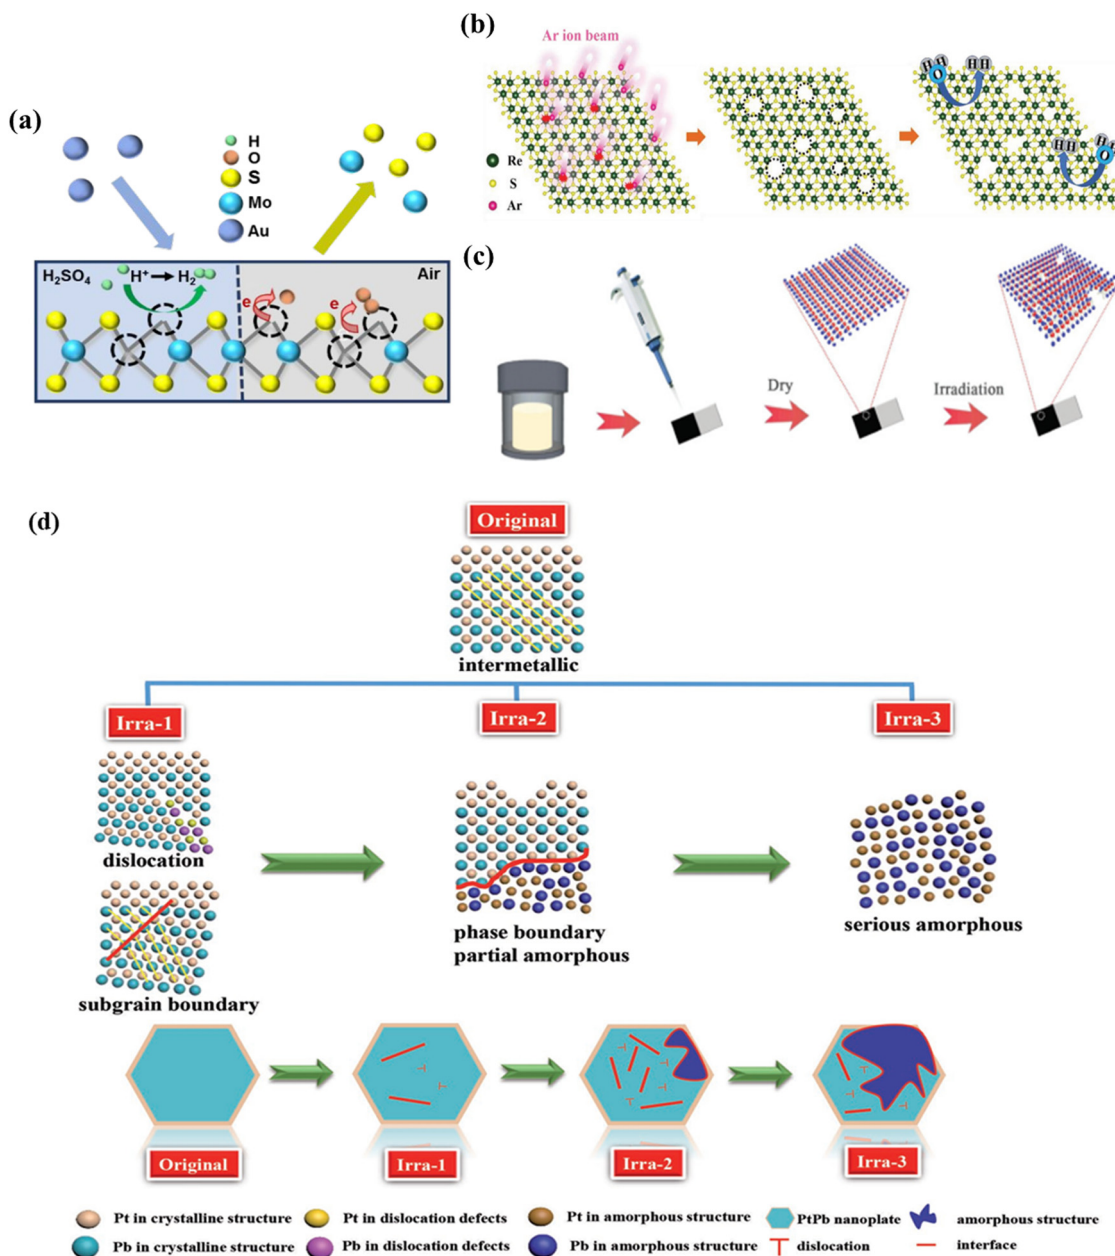 (a)
H
O
S
Mo
Au
H2SO4
H+
H2
e
e
Air
(b)
Ar ion beam
Re
S
Ar
H H
O
H H
H H
O
H
(c)
Dry
Irradiation
(d)
Original
intermetallic
Irra-1
Irra-2
Irra-3
dislocation
subgrain boundary
phase boundary
partial amorphous
serious amorphous
Original
Irra-1
Irra-2
Irra-3
Pt in crystalline structure
Pt in dislocation defects
Pt in amorphous structure
PtPb nanoplate
amorphous structure
Pb in crystalline structure
Pb in dislocation defects
Pb in amorphous structure
dislocation
interface